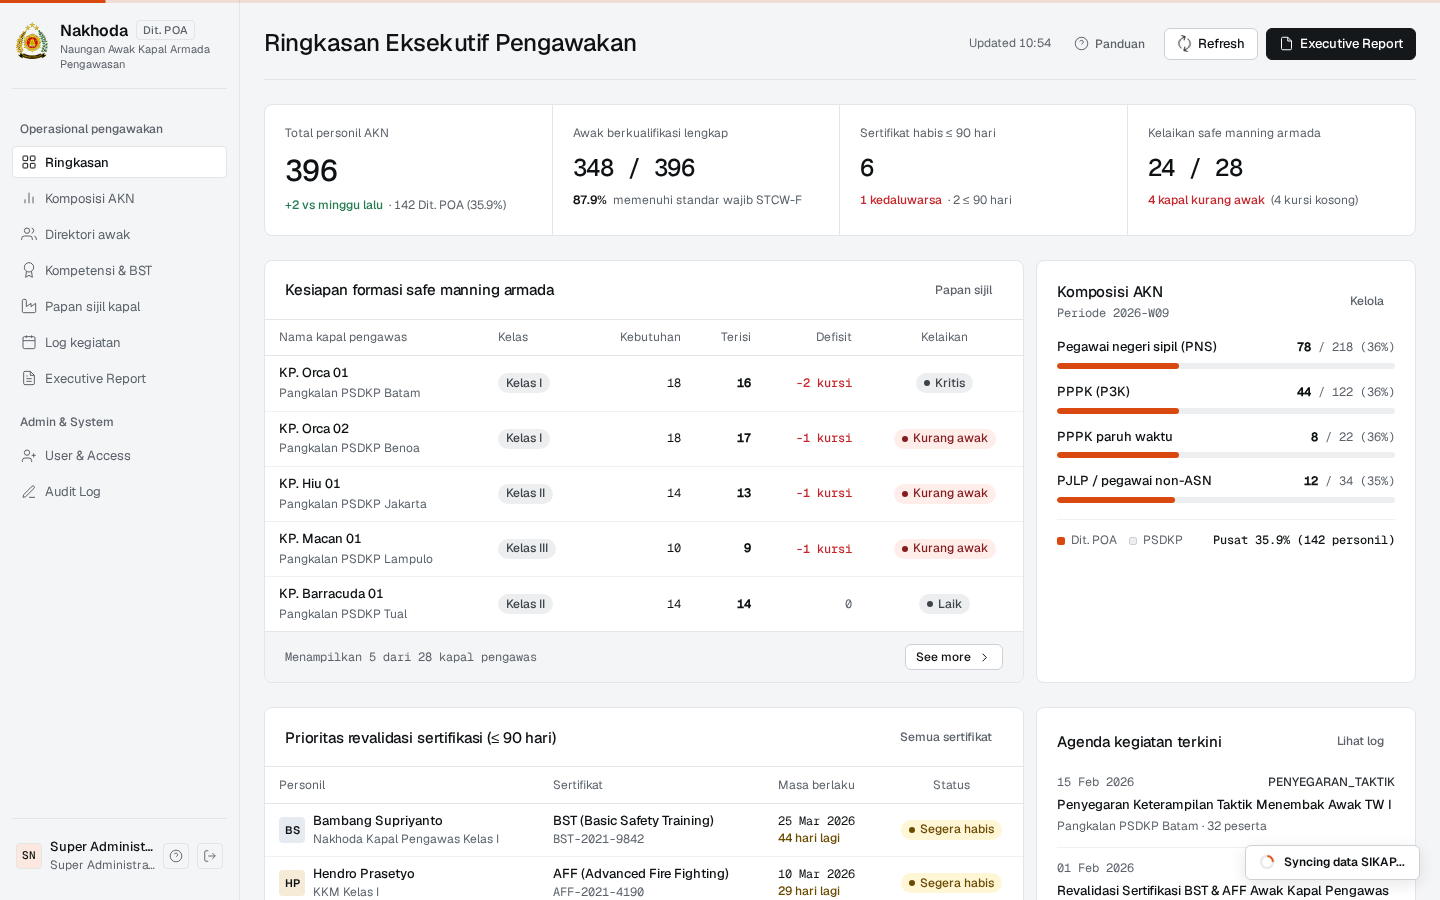 Nakhoda Dit. POA
Naungan Awak Kapal Armada
Pengawasan
Operasional pengawakan
Ringkasan
Komposisi AKN
Direktori awak
Kompetensi & BST
Papan sijil kapal
Log kegiatan
Executive Report
Admin & System
User & Access
Audit Log
SN
Super Administ...
Super Administra...
Ringkasan Eksekutif Pengawakan
Updated 10:54
Panduan
Refresh
Executive Report
Total personil AKN
396
+2 vs minggu lalu · 142 Dit. POA (35.9%)
Awak berkualifikasi lengkap
348 / 396
87.9% memenuhi standar wajib STCW-F
Sertifikat habis ≤ 90 hari
6
1 kedaluwarsa · 2 ≤ 90 hari
Kelaikan safe manning armada
24 / 28
4 kapal kurang awak (4 kursi kosong)
Kesiapan formasi safe manning armada
Papan sijil
Nama kapal pengawas Kelas Kebutuhan Terisi Defisit Kelaikan
KP. Orca 01
Pangkalan PSDKP Batam
Kelas I 18 16 -2 kursi Kritis
KP. Orca 02
Pangkalan PSDKP Benoa
Kelas I 18 17 -1 kursi Kurang awak
KP. Hiu 01
Pangkalan PSDKP Jakarta
Kelas II 14 13 -1 kursi Kurang awak
KP. Macan 01
Pangkalan PSDKP Lampulo
Kelas III 10 9 -1 kursi Kurang awak
KP. Barracuda 01
Pangkalan PSDKP Tual
Kelas II 14 14 0 Laik
Menampilkan 5 dari 28 kapal pengawas
See more
Komposisi AKN
Periode 2026-W09
Kelola
Pegawai negeri sipil (PNS) 78 / 218 (36%)
PPPK (P3K) 44 / 122 (36%)
PPPK paruh waktu 8 / 22 (36%)
PJLP / pegawai non-ASN 12 / 34 (35%)
Dit. POA PSDKP Pusat 35.9% (142 personil)
Prioritas revalidasi sertifikasi (≤ 90 hari)
Semua sertifikat
Personil Sertifikat Masa berlaku Status
BS
Bambang Supriyanto
Nakhoda Kapal Pengawas Kelas I
BST (Basic Safety Training)
BST-2021-9842
25 Mar 2026
44 hari lagi
Segera habis
HP
Hendro Prasetyo
KKM Kelas I
AFF (Advanced Fire Fighting)
AFF-2021-4190
10 Mar 2026
29 hari lagi
Segera habis
Agenda kegiatan terkini
Lihat log
15 Feb 2026 PENYEGARAN_TAKTIK
Penyegaran Keterampilan Taktik Menembak Awak TW I
Pangkalan PSDKP Batam · 32 peserta
01 Feb 2026
Revalidasi Sertifikasi BST & AFF Awak Kapal Pengawas
Syncing data SIKAP...